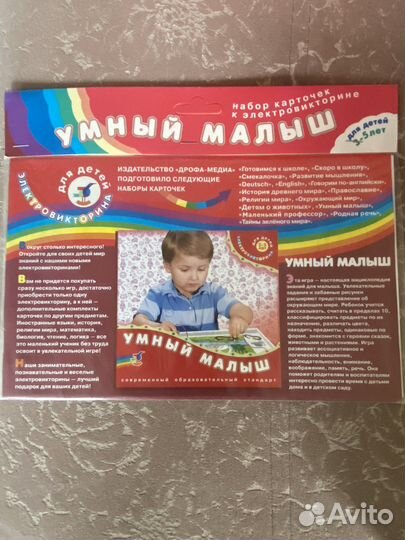 набор карточек
к электровикторине
УМНЫЙ МАЛЫШ
для детей
3-5 лет
для детей
ЭЛЕКТРОВИКТОРИНА
ИЗДАТЕЛЬСТВО «ДРОФА-МЕДИА»
ПОДГОТОВИЛО СЛЕДУЮЩИЕ
НАБОРЫ КАРТОЧЕК
«Готовимся к школе», «Скоро в школу»,
«Смекалочка», «Развитие мышления»,
«Deutsch», «English», «Говорим по-английски»,
«История древнего мира», «Православие»,
«Религии мира», «Окружающий мир»,
«Детям о животных», «Умный малыш»,
«Маленький профессор», «Родная речь»,
«Тайны зелёного мира».
Вокруг столько интересного!
Откройте для своих детей мир
знаний с нашими новыми
электровикторинами!
Вам не придется покупать
сразу несколько игр, достаточно
приобрести только одну
электровикторину, а к ней –
дополнительные комплекты
карточек по другим предметам.
Иностранные языки, история,
религии мира, математика,
биология, чтение, логика – все
это маленький ученик без труда
освоит в увлекательной игре!
Наши занимательные,
познавательные и веселые
электровикторины – лучший
подарок для ваших детей!
УМНЫЙ МАЛЫШ
современный образовательный стандарт
УМНЫЙ МАЛЫШ
Эта игра – настоящая энциклопедия
знаний для малыша. Увлекательные
задания и забавные рисунки
расширяют представление об
окружающем мире. Ребенок учится
рассказывать, считать в пределах 10,
классифицировать предметы по их
назначению, различать цвета,
находить предметы, одинаковые по
форме, знакомится с героями сказок,
животными и растениями. Игра
развивает ассоциативное и
логическое мышление,
наблюдательность, внимание,
воображение, память, речь. Она
поможет родителям и воспитателям
интересно провести время с детьми
дома и в детском саду.
Avito